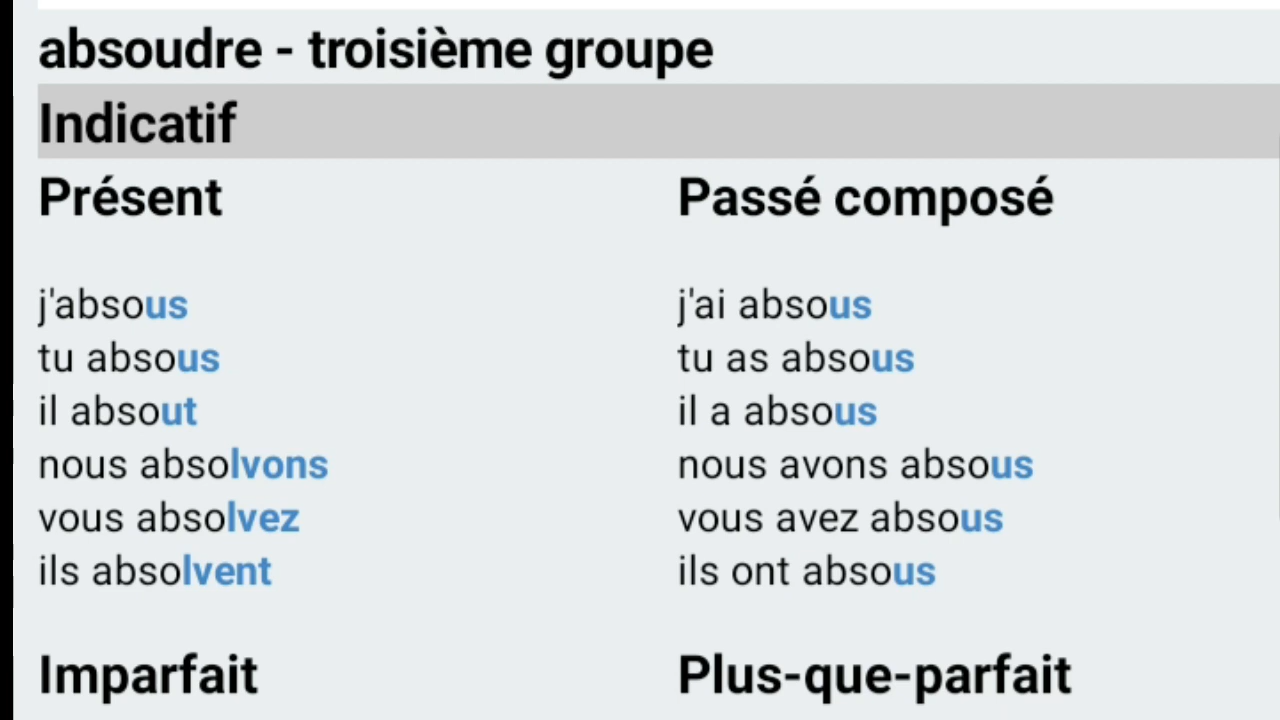 absoudre - troisième groupe
Indicatif
Présent
j'absous
tu absous
il absout
nous absolvons
vous absolvez
ils absolvent
Passé composé
j'ai absous
tu as absous
il a absous
nous avons absous
vous avez absous
ils ont absous
Imparfait
Plus-que-parfait